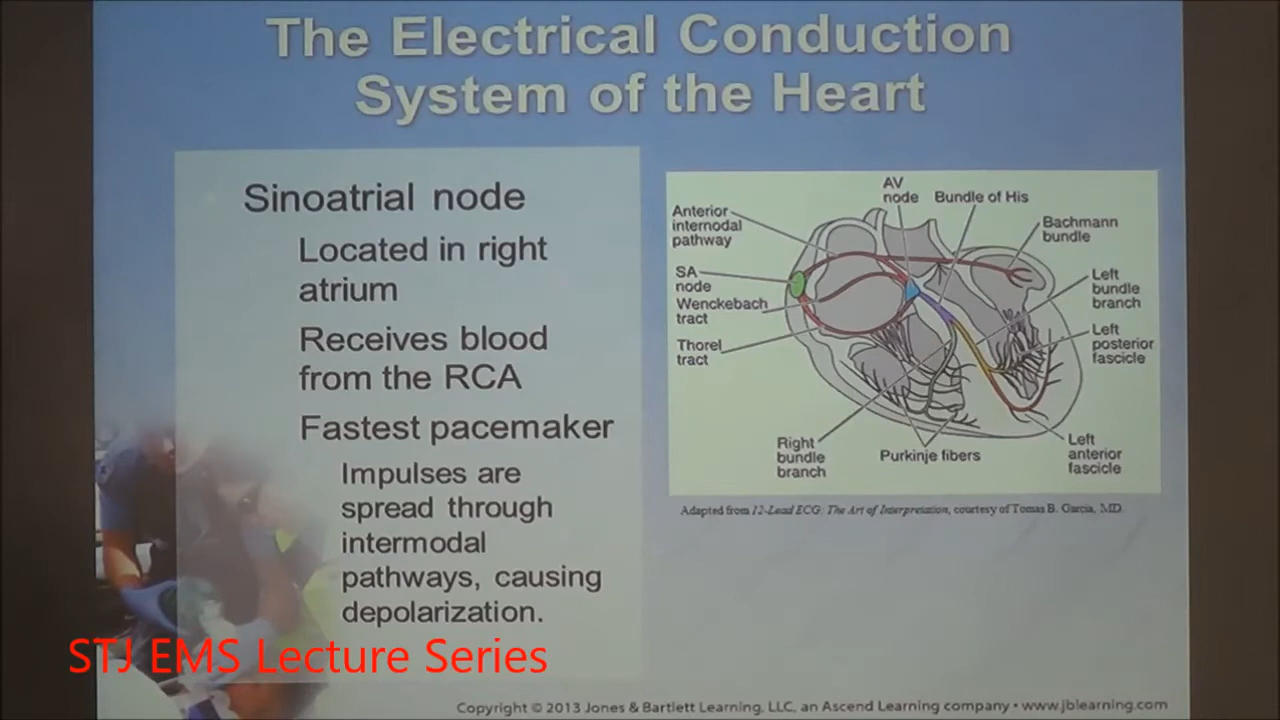 The Electrical Conduction
System of the Heart
Sinoatrial node
Located in right
atrium
Receives blood
from the RCA
Fastest pacemaker
Impulses are
spread through
intermodal
pathways, causing
depolarization.
AV
node
Bundle of His
Anterior
internodal
pathway
Bachmann
bundle
SA
node
Wenckebach
tract
Thorel
tract
Left
bundle
branch
Left
posterior
fascicle
Right
bundle
branch
Purkinje fibers
Left
anterior
fascicle
Adapted from 12-Lead ECG: The Art of Interpretation, courtesy of Tomas B. Garcia, MD.
STJ EMS Lecture Series
Copyright © 2013 Jones & Bartlett Learning, LLC, an Ascend Learning company • www.jblearning.com